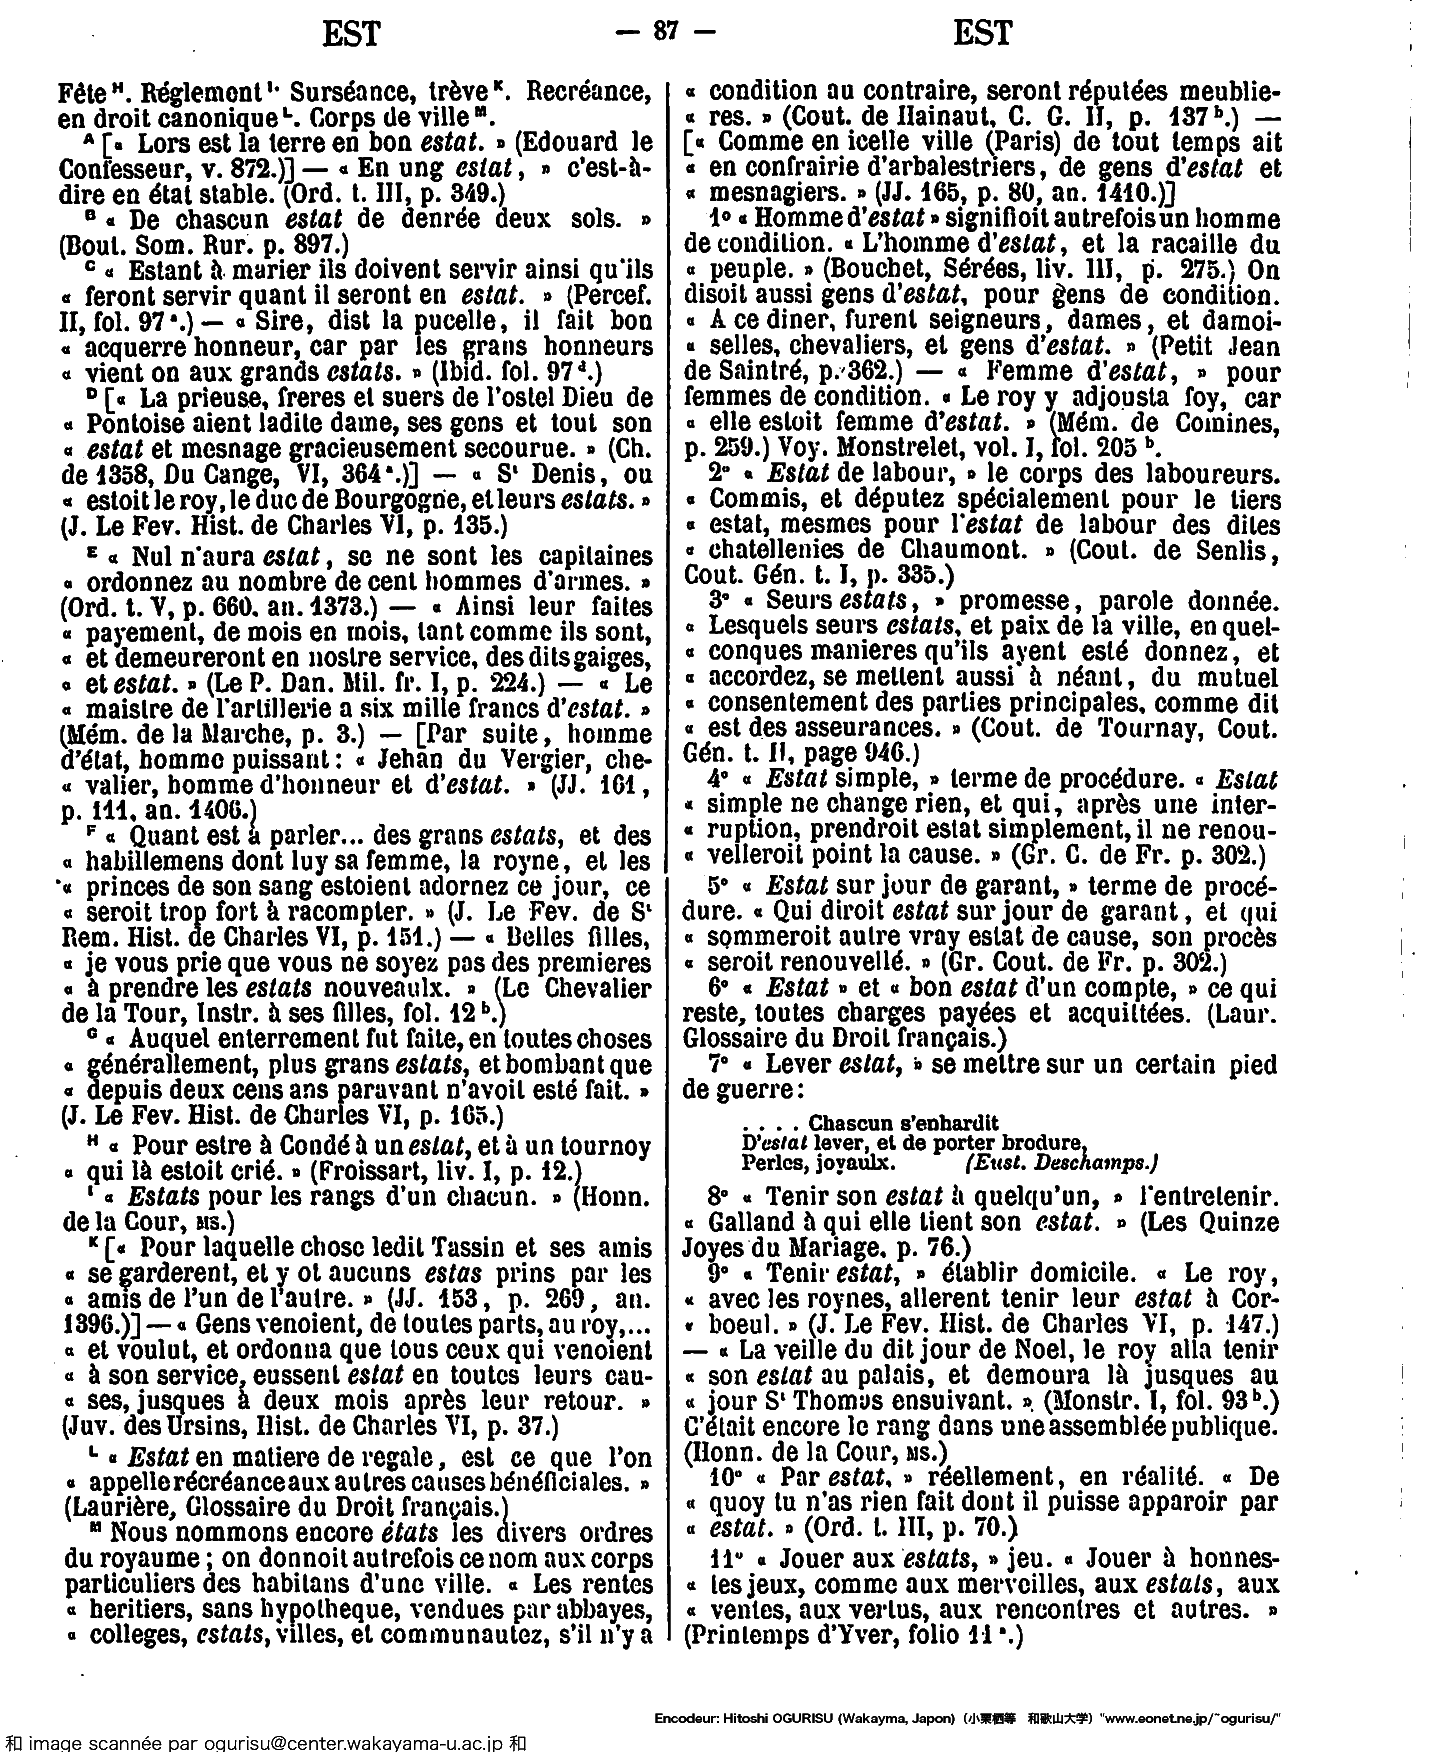 EST — 87 — EST
Fête ᴴ. Réglement ᴵ. Surséance, trève ᴷ. Recréance,
en droit canonique ᴸ. Corps de ville ᴹ.
ᴬ [« Lors est la terre en bon estat. » (Edouard le
Confesseur, v. 872.)] — « En ung estat, » c'est-à-
dire en état stable. (Ord. t. III, p. 349.)
ᴮ « De chascun estat de denrée deux sols. »
(Bout. Som. Rur. p. 897.)
ᶜ « Estant à marier ils doivent servir ainsi qu'ils
« feront servir quant il seront en estat. » (Percef.
II, fol. 97 ᵃ.) — « Sire, dist la pucelle, il fait bon
« acquerre honneur, car par les grans honneurs
« vient on aux grands estats. » (Ibid. fol. 97 ᵈ.)
ᴰ [« La prieuse, freres et suers de l'ostel Dieu de
« Pontoise aient ladite dame, ses gens et tout son
« estat et mesnage gracieusement secourue. » (Ch.
de 1358, Du Cange, VI, 364 ᵃ.)] — « Sᵗ Denis, ou
« estoit le roy, le duc de Bourgogne, et leurs estats. »
(J. Le Fev. Hist. de Charles VI, p. 135.)
ᴱ « Nul n'aura estat, se ne sont les capitaines
« ordonnez au nombre de cent hommes d'armes. »
(Ord. t. V, p. 660. an. 1373.) — « Ainsi leur faites
« payement, de mois en mois, tant comme ils sont,
« et demeureront en nostre service, des dits gaiges,
« et estat. » (Le P. Dan. Mil. fr. I, p. 224.) — « Le
« maistre de l'artillerie a six mille francs d'estat. »
(Mém. de la Marche, p. 3.) — [Par suite, homme
d'état, homme puissant : « Jehan du Vergier, che-
« valier, homme d'honneur et d'estat. » (JJ. 161,
p. 111. an. 1406.)
ꟳ « Quant est à parler... des grans estats, et des
« habillemens dont luy sa femme, la royne, et les
« princes de son sang estoient adornez ce jour, ce
« seroit trop fort à racompter. » (J. Le Fev. de Sᵗ
Rem. Hist. de Charles VI, p. 151.) — « Belles filles,
« je vous prie que vous ne soyez pas des premieres
« à prendre les estats nouveaulx. » (Le Chevalier
de la Tour, Instr. à ses filles, fol. 12 ᵇ.)
ᴳ « Auquel enterrement fut faite, en toutes choses
« générallement, plus grans estats, et bombant que
« depuis deux cens ans paravant n'avoit esté fait. »
(J. Le Fev. Hist. de Charles VI, p. 165.)
ᴴ « Pour estre à Condé à un estat, et à un tournoy
« qui là estoit crié. » (Froissart, liv. I, p. 12.)
ᴵ « Estats pour les rangs d'un chacun. » (Honn.
de la Cour, MS.)
ᴷ [« Pour laquelle chose ledit Tassin et ses amis
« se garderent, et y ot aucuns estas prins par les
« amis de l'un de l'autre. » (JJ. 153, p. 269, an.
1396.)] — « Gens venoient, de toutes parts, au roy,...
« et voulut, et ordonna que tous ceux qui venoient
« à son service, eussent estat en toutes leurs cau-
« ses, jusques à deux mois après leur retour. »
(Juv. des Ursins, Hist. de Charles VI, p. 37.)
ᴸ « Estat en matiere de regale, est ce que l'on
« appelle récréance aux autres causes bénéficiales. »
(Laurière, Glossaire du Droit français.)
ᴹ Nous nommons encore états les divers ordres
du royaume ; on donnoit autrefois ce nom aux corps
particuliers des habitans d'une ville. « Les rentes
« heritiers, sans hypotheque, vendues par abbayes,
« colleges, estats, villes, et communautez, s'il n'y a
« condition au contraire, seront réputées meublie-
« res. » (Cout. de Hainaut, C. G. II, p. 137 ᵇ.) —
[« Comme en icelle ville (Paris) de tout temps ait
« en confrairie d'arbalestriers, de gens d'estat et
« mesnagiers. » (JJ. 165, p. 80, an. 1410.)]
1° « Homme d'estat » signifioit autrefois un homme
de condition. « L'homme d'estat, et la racaille du
« peuple. » (Bouchet, Sérées, liv. III, p. 275.) On
disoit aussi gens d'estat, pour gens de condition.
« A ce diner, furent seigneurs, dames, et damoi-
« selles, chevaliers, et gens d'estat. » (Petit Jean
de Saintré, p. 362.) — « Femme d'estat, » pour
femmes de condition. « Le roy y adjousta foy, car
« elle estoit femme d'estat. » (Mém. de Comines,
p. 259.) Voy. Monstrelet, vol. I, fol. 205 ᵇ.
2° « Estat de labour, » le corps des laboureurs.
« Commis, et députez spécialement pour le tiers
« estat, mesmes pour l'estat de labour des dites
« chatellenies de Chaumont. » (Cout. de Senlis,
Cout. Gén. t. I, p. 335.)
3° « Seurs estats, » promesse, parole donnée.
« Lesquels seurs estats, et paix de la ville, en quel-
« conques manieres qu'ils ayent esté donnez, et
« accordez, se mettent aussi à néant, du mutuel
« consentement des parties principales, comme dit
« est des asseurances. » (Cout. de Tournay, Cout.
Gén. t. II, page 946.)
4° « Estat simple, » terme de procédure. « Estat
« simple ne change rien, et qui, après une inter-
« ruption, prendroit estat simplement, il ne renou-
« velleroit point la cause. » (Gr. C. de Fr. p. 302.)
5° « Estat sur jour de garant, » terme de procé-
dure. « Qui diroit estat sur jour de garant, et qui
« sommeroit autre vray estat de cause, son procès
« seroit renouvellé. » (Gr. Cout. de Fr. p. 302.)
6° « Estat » et « bon estat d'un compte, » ce qui
reste, toutes charges payées et acquittées. (Laur.
Glossaire du Droit français.)
7° « Lever estat, » se mettre sur un certain pied
de guerre :
. . . . Chascun s'enhardit
D'estat lever, et de porter brodure,
Perles, joyaulx. (Eust. Deschamps.)
8° « Tenir son estat à quelqu'un, » l'entretenir.
« Galland à qui elle tient son estat. » (Les Quinze
Joyes du Mariage, p. 76.)
9° « Tenir estat, » établir domicile. « Le roy,
« avec les roynes, allerent tenir leur estat à Cor-
« boeul. » (J. Le Fev. Hist. de Charles VI, p. 147.)
— « La veille du dit jour de Noel, le roy alla tenir
« son estat au palais, et demoura là jusques au
« jour Sᵗ Thomas ensuivant. » (Monstr. I, fol. 93 ᵇ.)
C'était encore le rang dans une assemblée publique.
(Honn. de la Cour, MS.)
10° « Par estat, » réellement, en réalité. « De
« quoy tu n'as rien fait dont il puisse apparoir par
« estat. » (Ord. t. III, p. 70.)
11° « Jouer aux estats, » jeu. « Jouer à honnes-
« tes jeux, comme aux merveilles, aux estats, aux
« ventes, aux vertus, aux rencontres et autres. »
(Printemps d'Yver, folio 11 ᵃ.)
Encodeur: Hitoshi OGURISU (Wakayma, Japon) (小栗栖等 和歌山大学) "www.eonet.ne.jp/~ogurisu/"
和 image scannée par ogurisu@center.wakayama-u.ac.jp 和